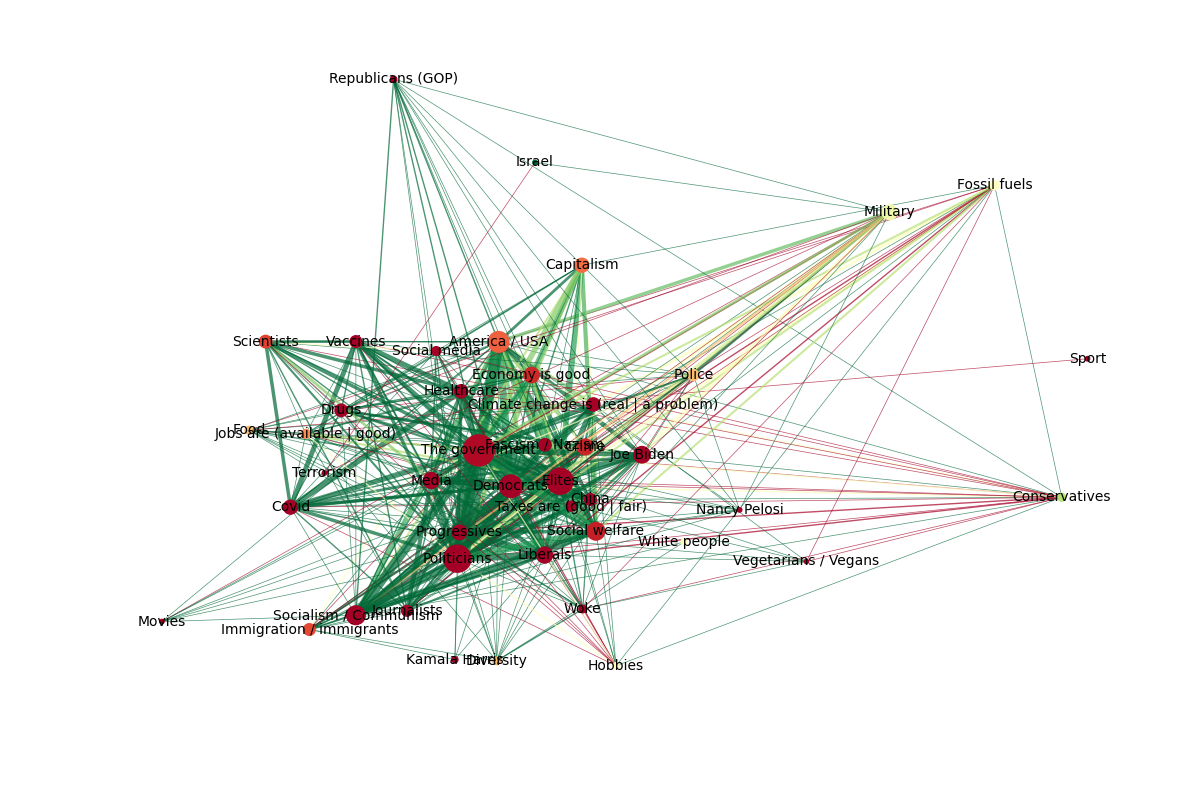 Republicans (GOP)
Israel
Fossil fuels
Military
Capitalism
Scientists
Vaccines
America / USA
Social media
Sport
Economy is good
Police
Healthcare
Climate change is (real | a problem)
Drugs
Food
Jobs are (available | good)
Fascism / Nazism
Crime
The government
Joe Biden
Terrorism
Media
Democrats
Elites
Conservatives
China
Covid
Taxes are (good | fair)
Nancy Pelosi
Progressives
Social welfare
White people
Politicians
Liberals
Vegetarians / Vegans
Woke
Journalists
Socialism / Communism
Movies
Immigration / Immigrants
Kamala Harris
Diversity
Hobbies